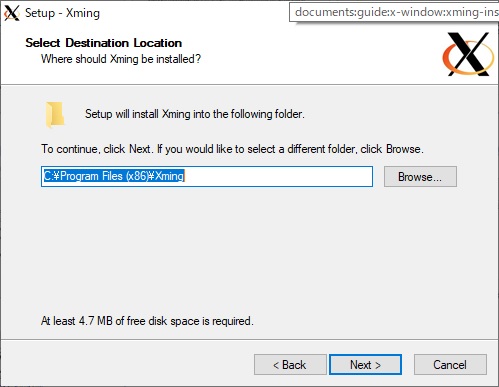 Setup - Xming
documents:guide:x-window:xming-ins
Select Destination Location
Where should Xming be installed?
Setup will install Xming into the following folder.
To continue, click Next. If you would like to select a different folder, click Browse.
C:¥Program Files (x86)¥Xming
Browse...
At least 4.7 MB of free disk space is required.
< Back
Next >
Cancel